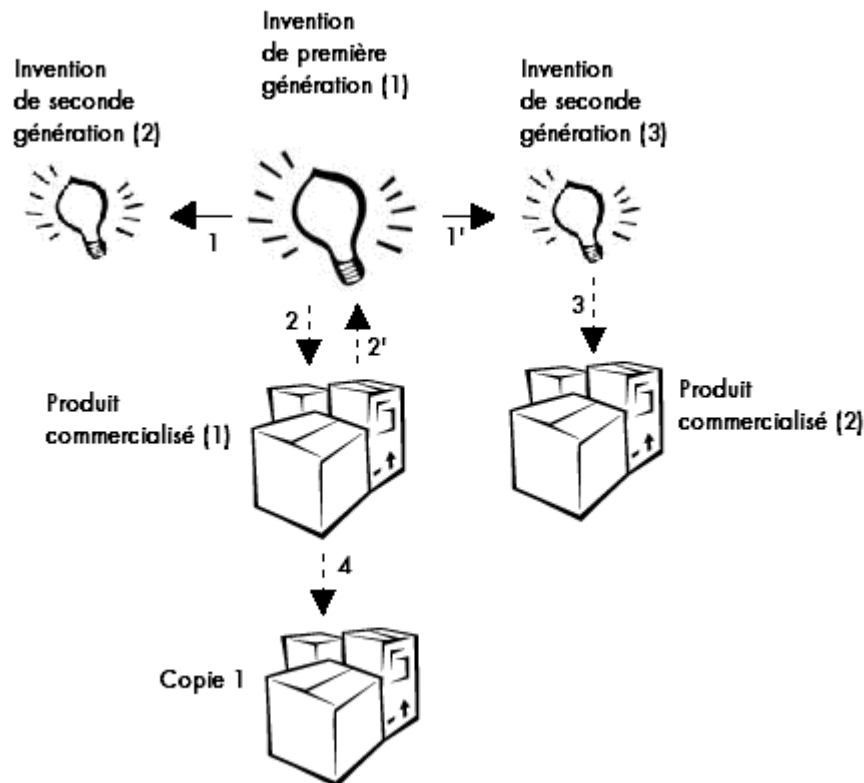 Invention
de première
génération (1)
Invention
de seconde
génération (2)
Invention
de seconde
génération (3)
1
1'
2
2'
3
Produit
commercialisé (1)
Produit
commercialisé (2)
4
Copie 1